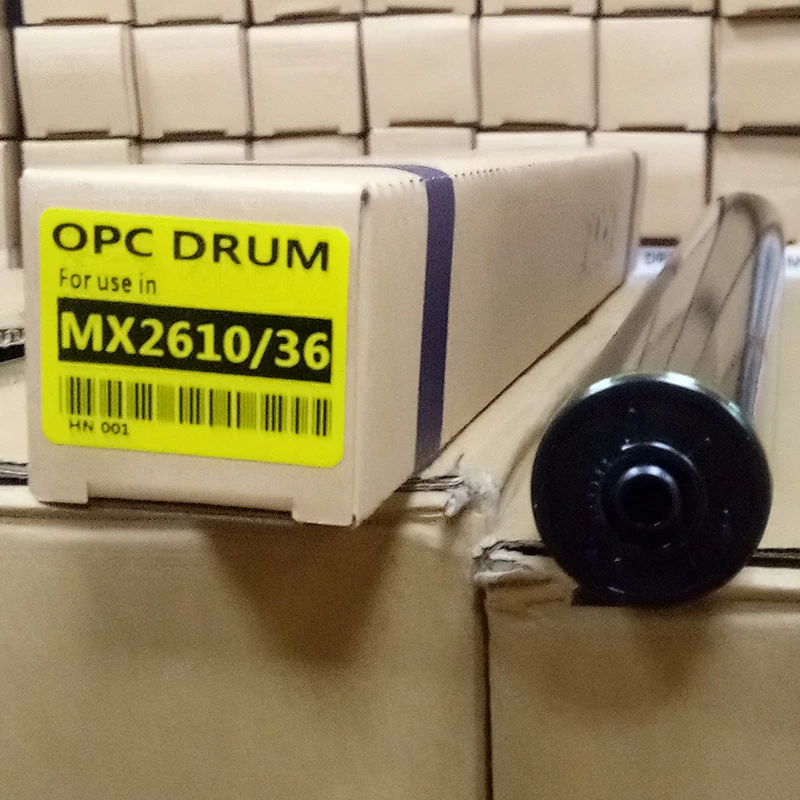 OPC DRUM
For use in
MX2610/36
HN 001